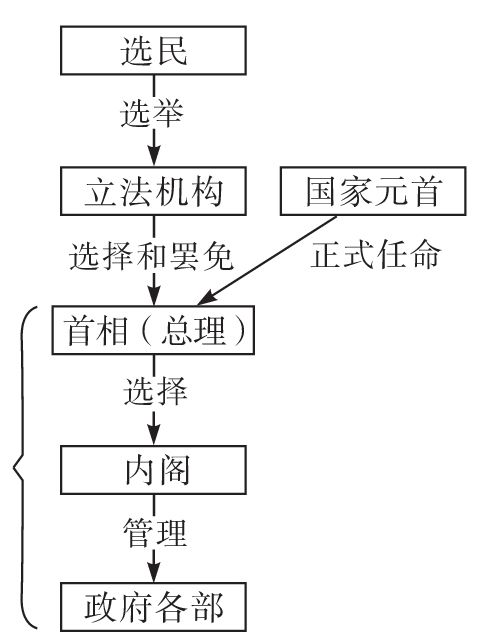 选民
选举
立法机构
国家元首
选择和罢免
正式任命
首相（总理）
选择
内阁
管理
政府各部